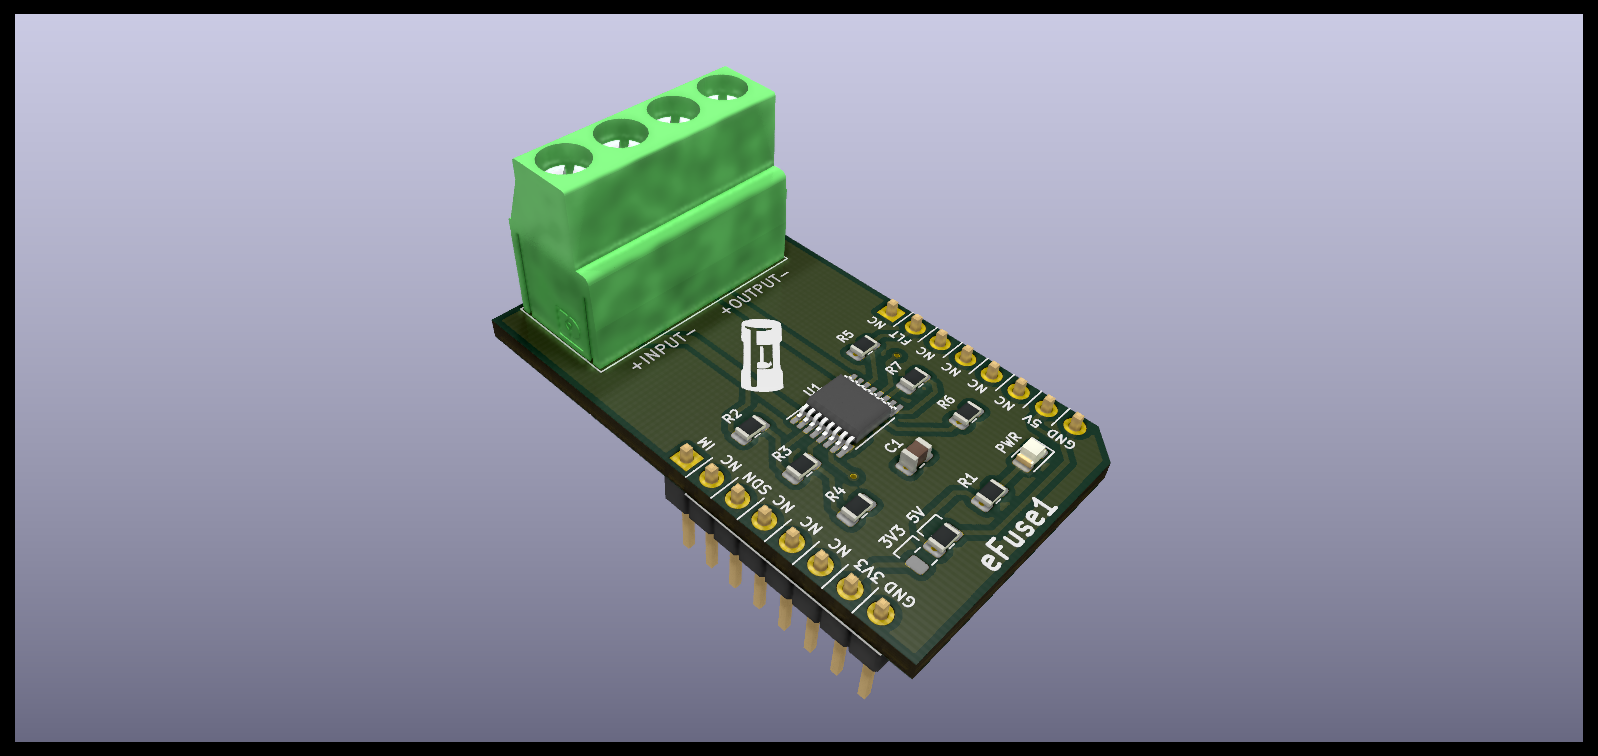 +OUTPUT-
+INPUT-
NC
FLT
NC
NC
NC
NC
5V
GND
R5
R7
R6
U1
PWR
R2
C1
R3
R1
R4
IM
NC
SDN
NC
NC
NC
3V3
GND
3V3 5V
eFuse1